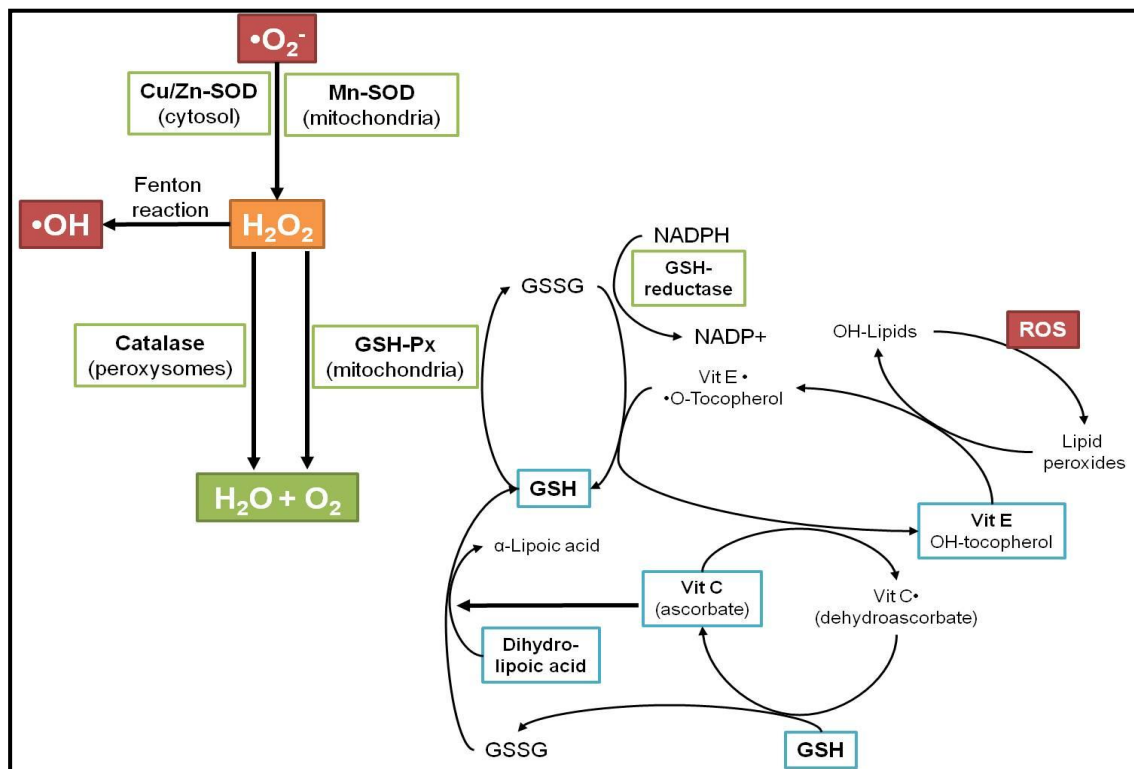 •O₂⁻
Cu/Zn-SOD
(cytosol)
Mn-SOD
(mitochondria)
Fenton
reaction
•OH
H₂O₂
NADPH
GSH-
reductase
GSSG
NADP+
Catalase
(peroxysomes)
GSH-Px
(mitochondria)
OH-Lipids
ROS
Vit E •
•O-Tocopherol
Lipid
peroxides
H₂O + O₂
GSH
Vit E
OH-tocopherol
α-Lipoic acid
Vit C
(ascorbate)
Vit C•
(dehydroascorbate)
Dihydro-
lipoic acid
GSSG
GSH